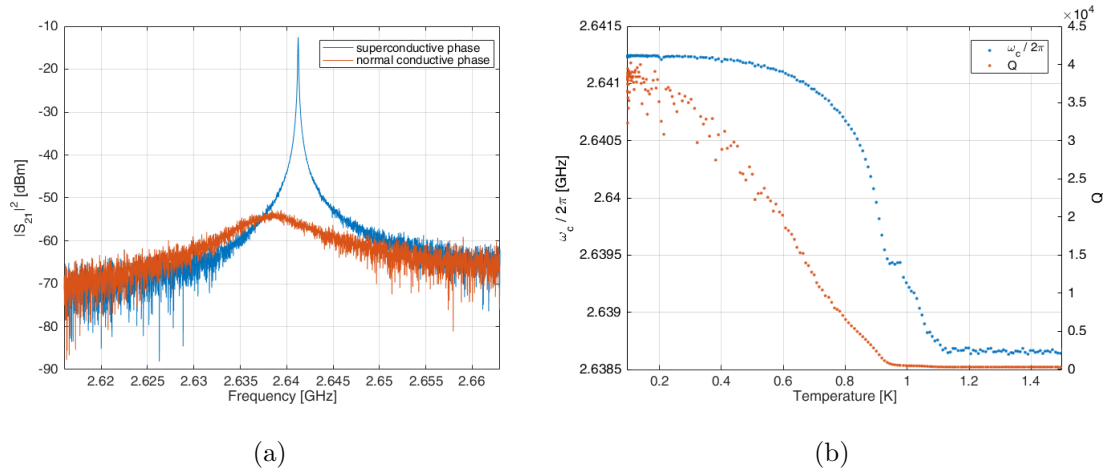 -10
-20
-30
-40
-50
-60
-70
-80
-90
|S21|² [dBm]
superconductive phase
normal conductive phase
2.62 2.625 2.63 2.635 2.64 2.645 2.65 2.655 2.66
Frequency [GHz]
(a)
2.6415
2.641
2.6405
2.64
2.6395
2.639
2.6385
ω_c / 2π [GHz]
ω_c / 2π
Q
×10⁴
4.5
4
3.5
3
2.5
2
1.5
1
0.5
0
Q
0.2 0.4 0.6 0.8 1 1.2 1.4
Temperature [K]
(b)